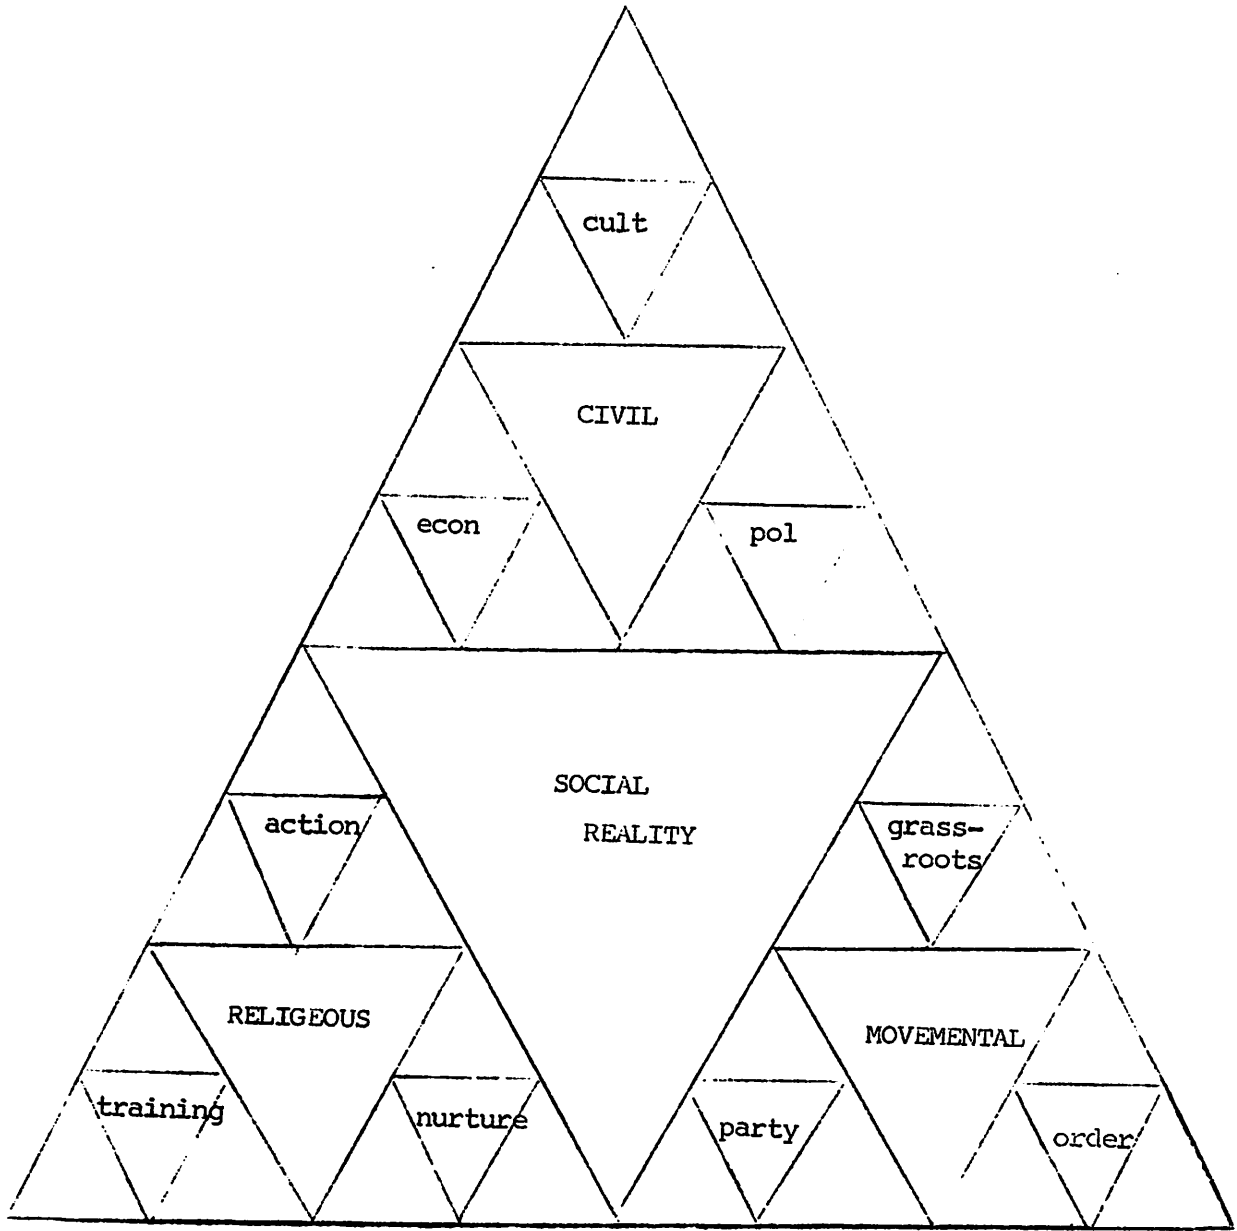 cult
CIVIL
econ
pol
SOCIAL
REALITY
action
grass-
roots
RELIGEOUS
MOVEMENTAL
training
nurture
party
order